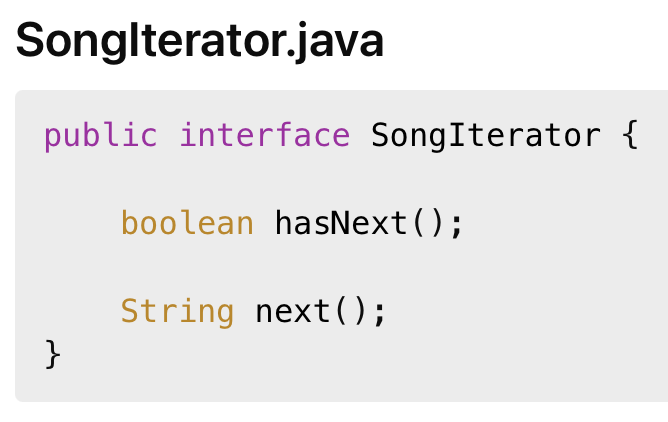 SongIterator.java
public interface SongIterator {
boolean hasNext();
String next();
}